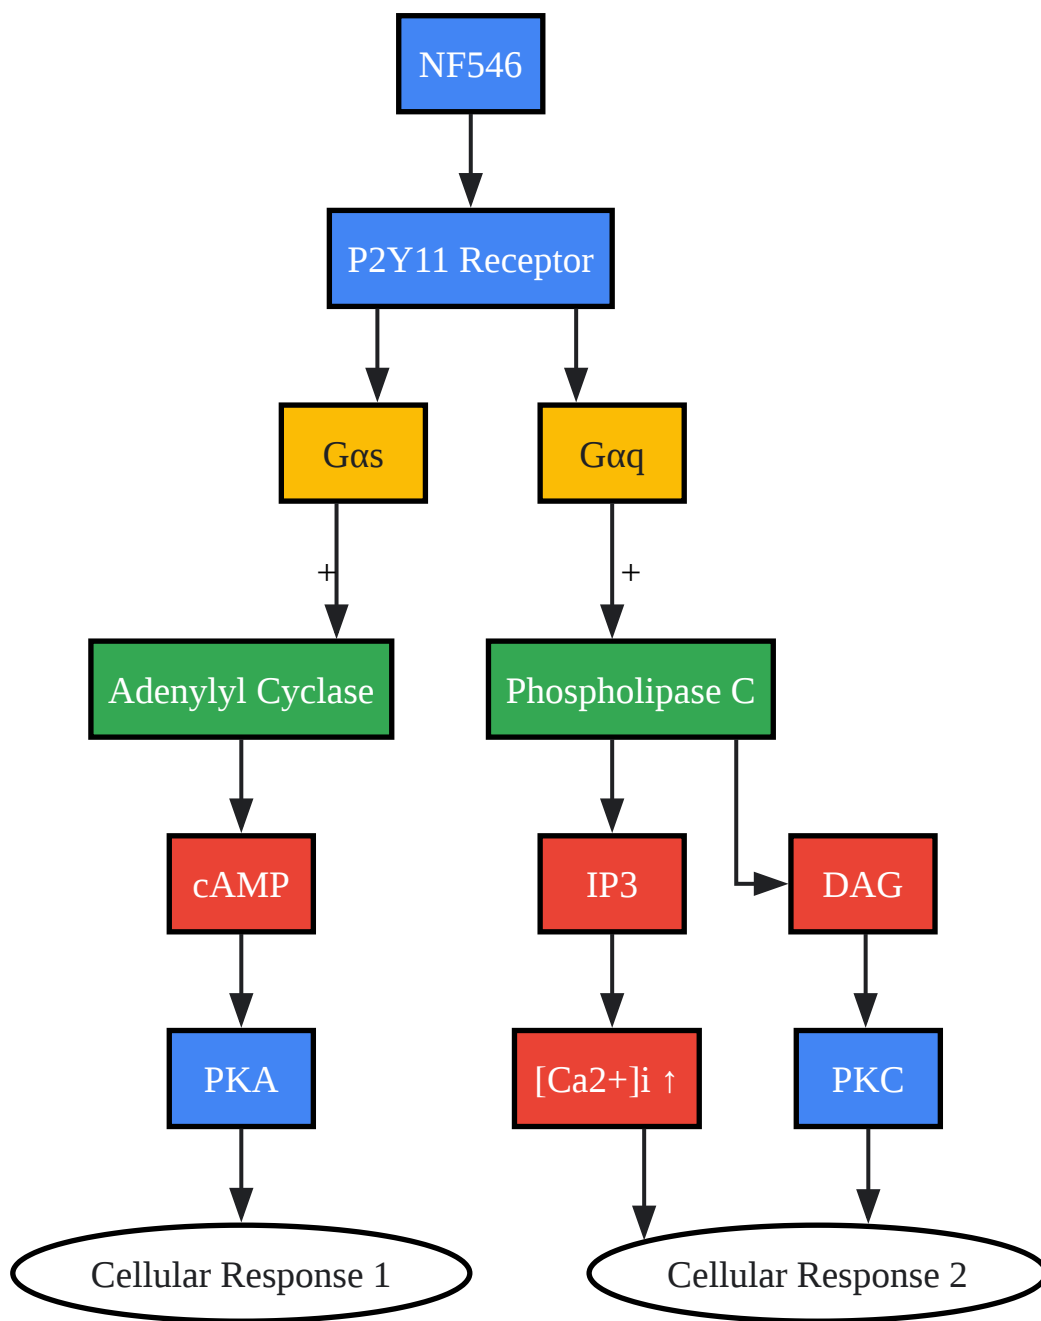 NF546
P2Y11 Receptor
Gαs
Gαq
+
+
Adenylyl Cyclase
Phospholipase C
cAMP
IP3
DAG
PKA
[Ca2+]i ↑
PKC
Cellular Response 1
Cellular Response 2